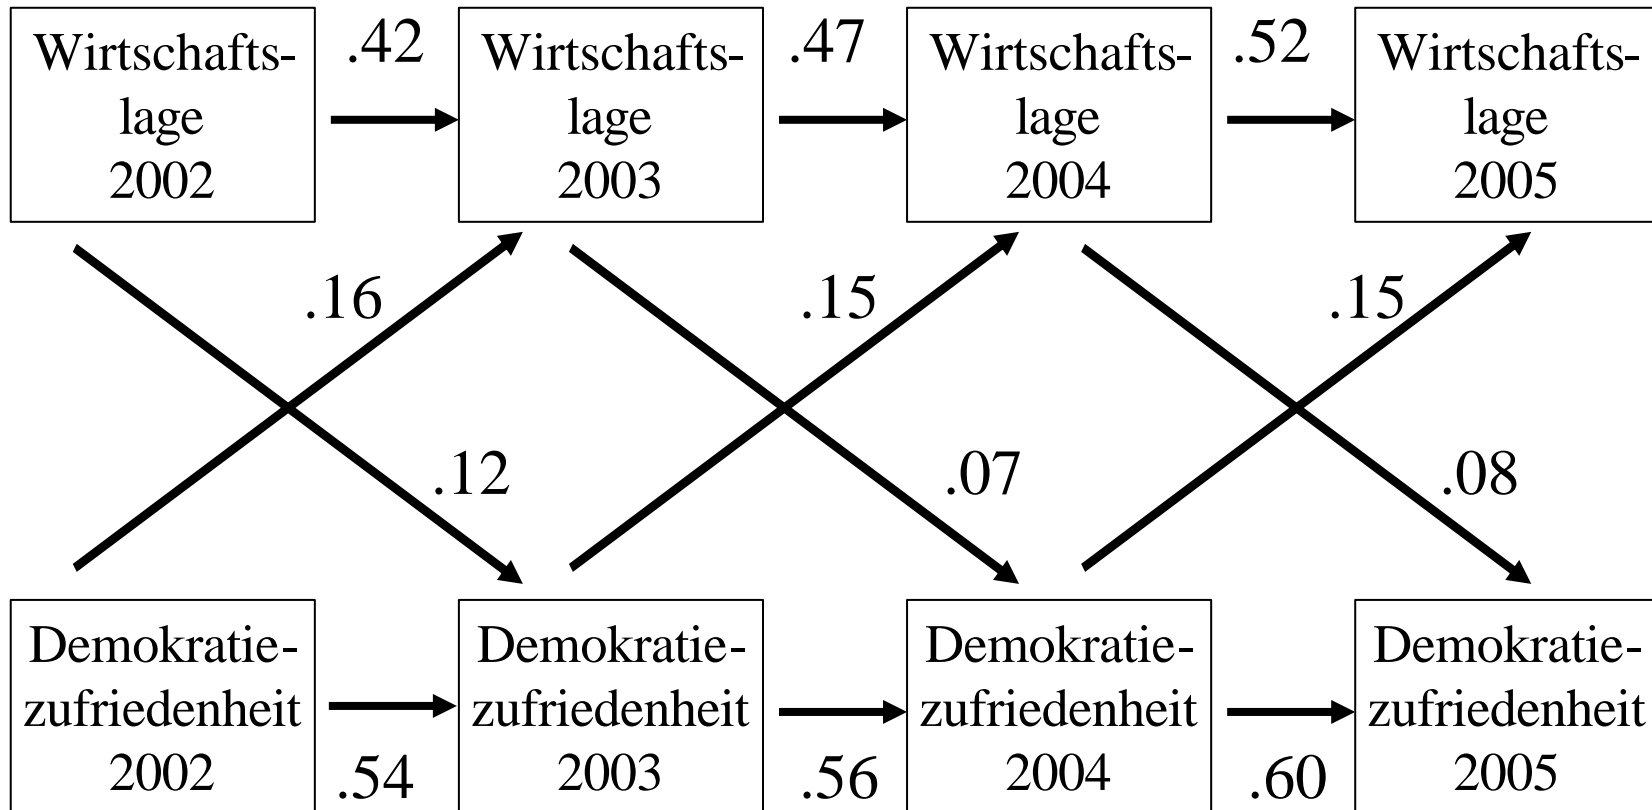 Wirtschafts-
lage
2002
.42
Wirtschafts-
lage
2003
.47
Wirtschafts-
lage
2004
.52
Wirtschafts-
lage
2005
.16
.15
.15
.12
.07
.08
Demokratie-
zufriedenheit
2002
.54
Demokratie-
zufriedenheit
2003
.56
Demokratie-
zufriedenheit
2004
.60
Demokratie-
zufriedenheit
2005